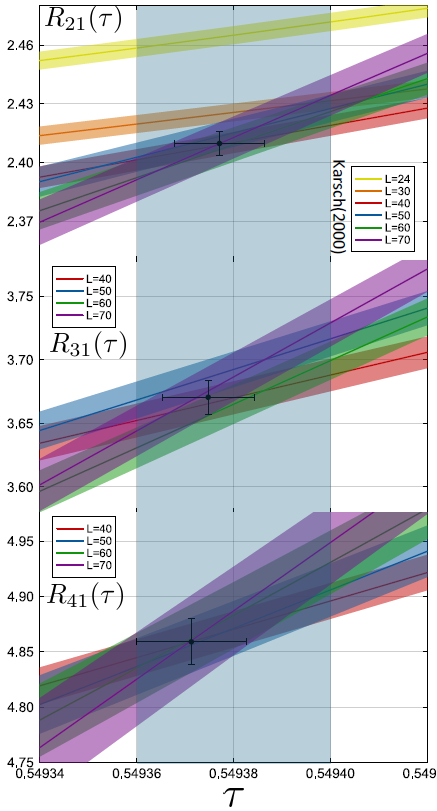 R₂₁(τ)
2.46
2.43
2.40
2.37
Karsch(2000)
L=24
L=30
L=40
L=50
L=60
L=70
L=40
L=50
L=60
L=70
R₃₁(τ)
3.75
3.70
3.65
3.60
L=40
L=50
L=60
L=70
R₄₁(τ)
4.95
4.90
4.85
4.80
4.75
0,54934 0,54936 0,54938 0,54940 0,549
τ